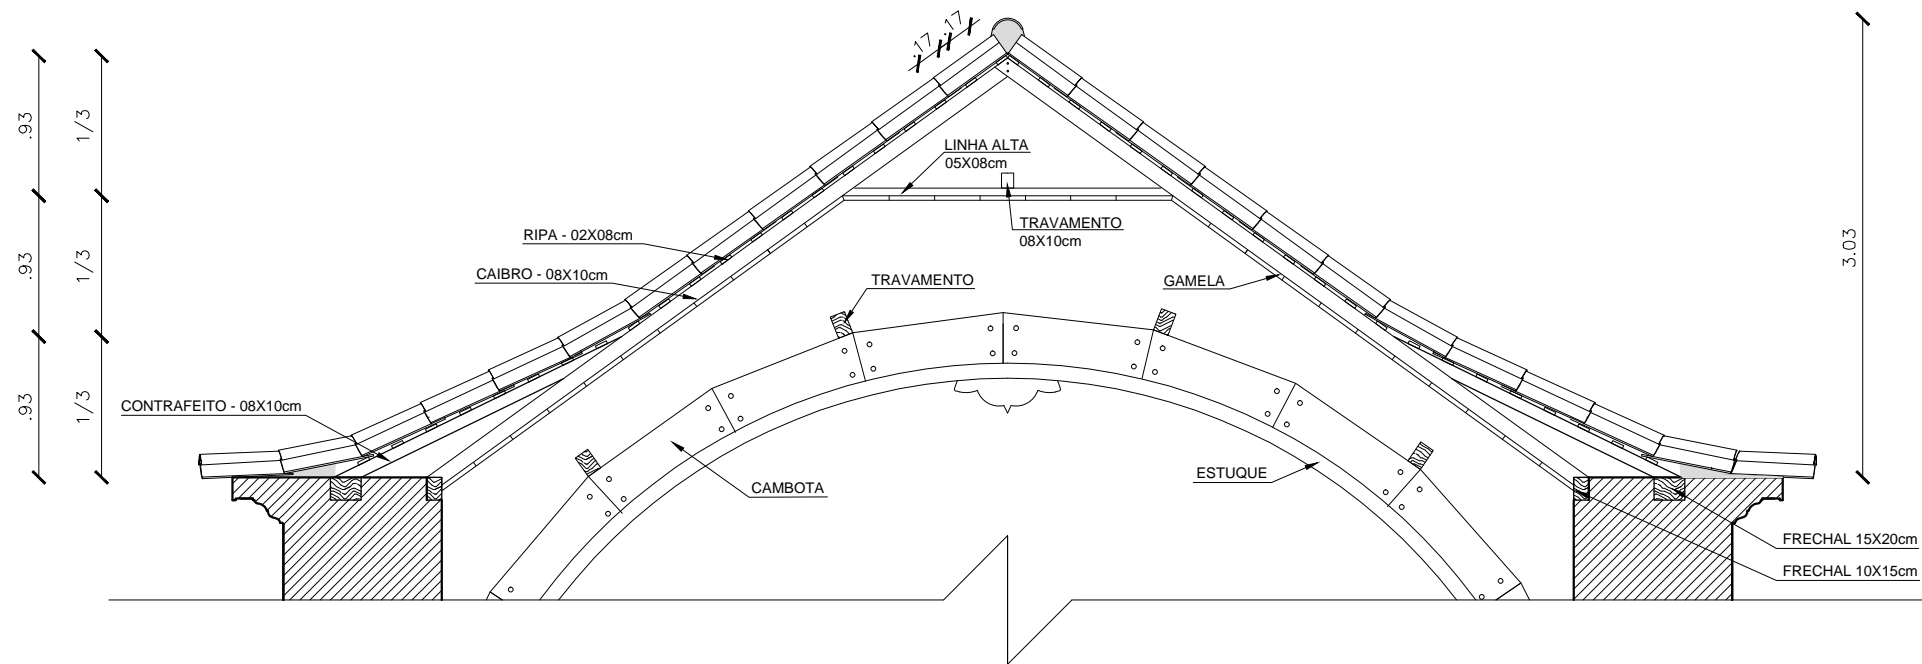 .17
.17
.93
1/3
.93
1/3
.93
1/3
3.03
LINHA ALTA
05X08cm
TRAVAMENTO
08X10cm
RIPA - 02X08cm
CAIBRO - 08X10cm
TRAVAMENTO
GAMELA
CONTRAFEITO - 08X10cm
CAMBOTA
ESTUQUE
FRECHAL 15X20cm
FRECHAL 10X15cm